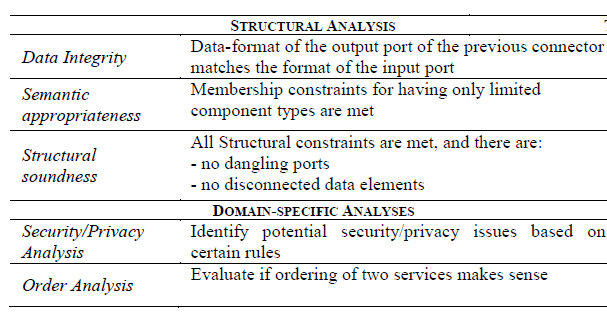 STRUCTURAL ANALYSIS
Data Integrity
Data-format of the output port of the previous connector
matches the format of the input port
Semantic
appropriateness
Membership constraints for having only limited
component types are met
Structural
soundness
All Structural constraints are met, and there are:
- no dangling ports
- no disconnected data elements
DOMAIN-SPECIFIC ANALYSES
Security/Privacy
Analysis
Identify potential security/privacy issues based on
certain rules
Order Analysis
Evaluate if ordering of two services makes sense